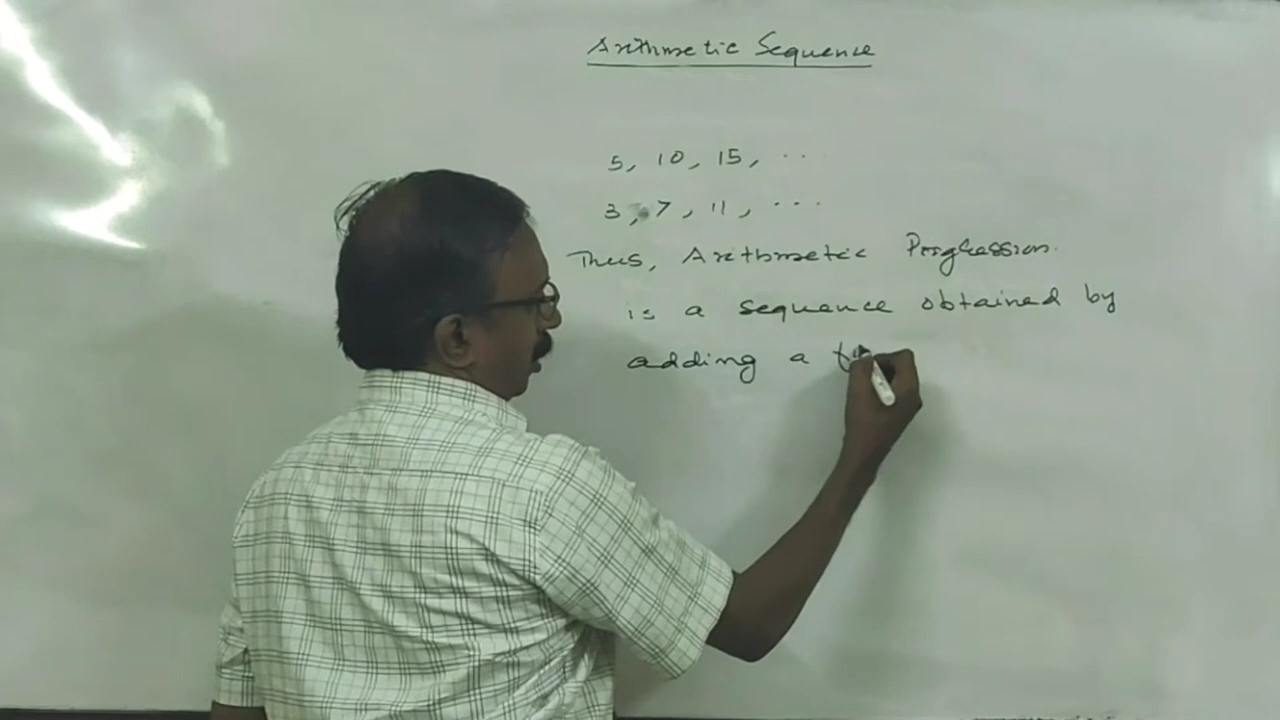 Arithmetic Sequence
5, 10, 15, ...
3, 7, 11, ...
Thus, Arithmetic Progression.
is a sequence obtained by
adding a